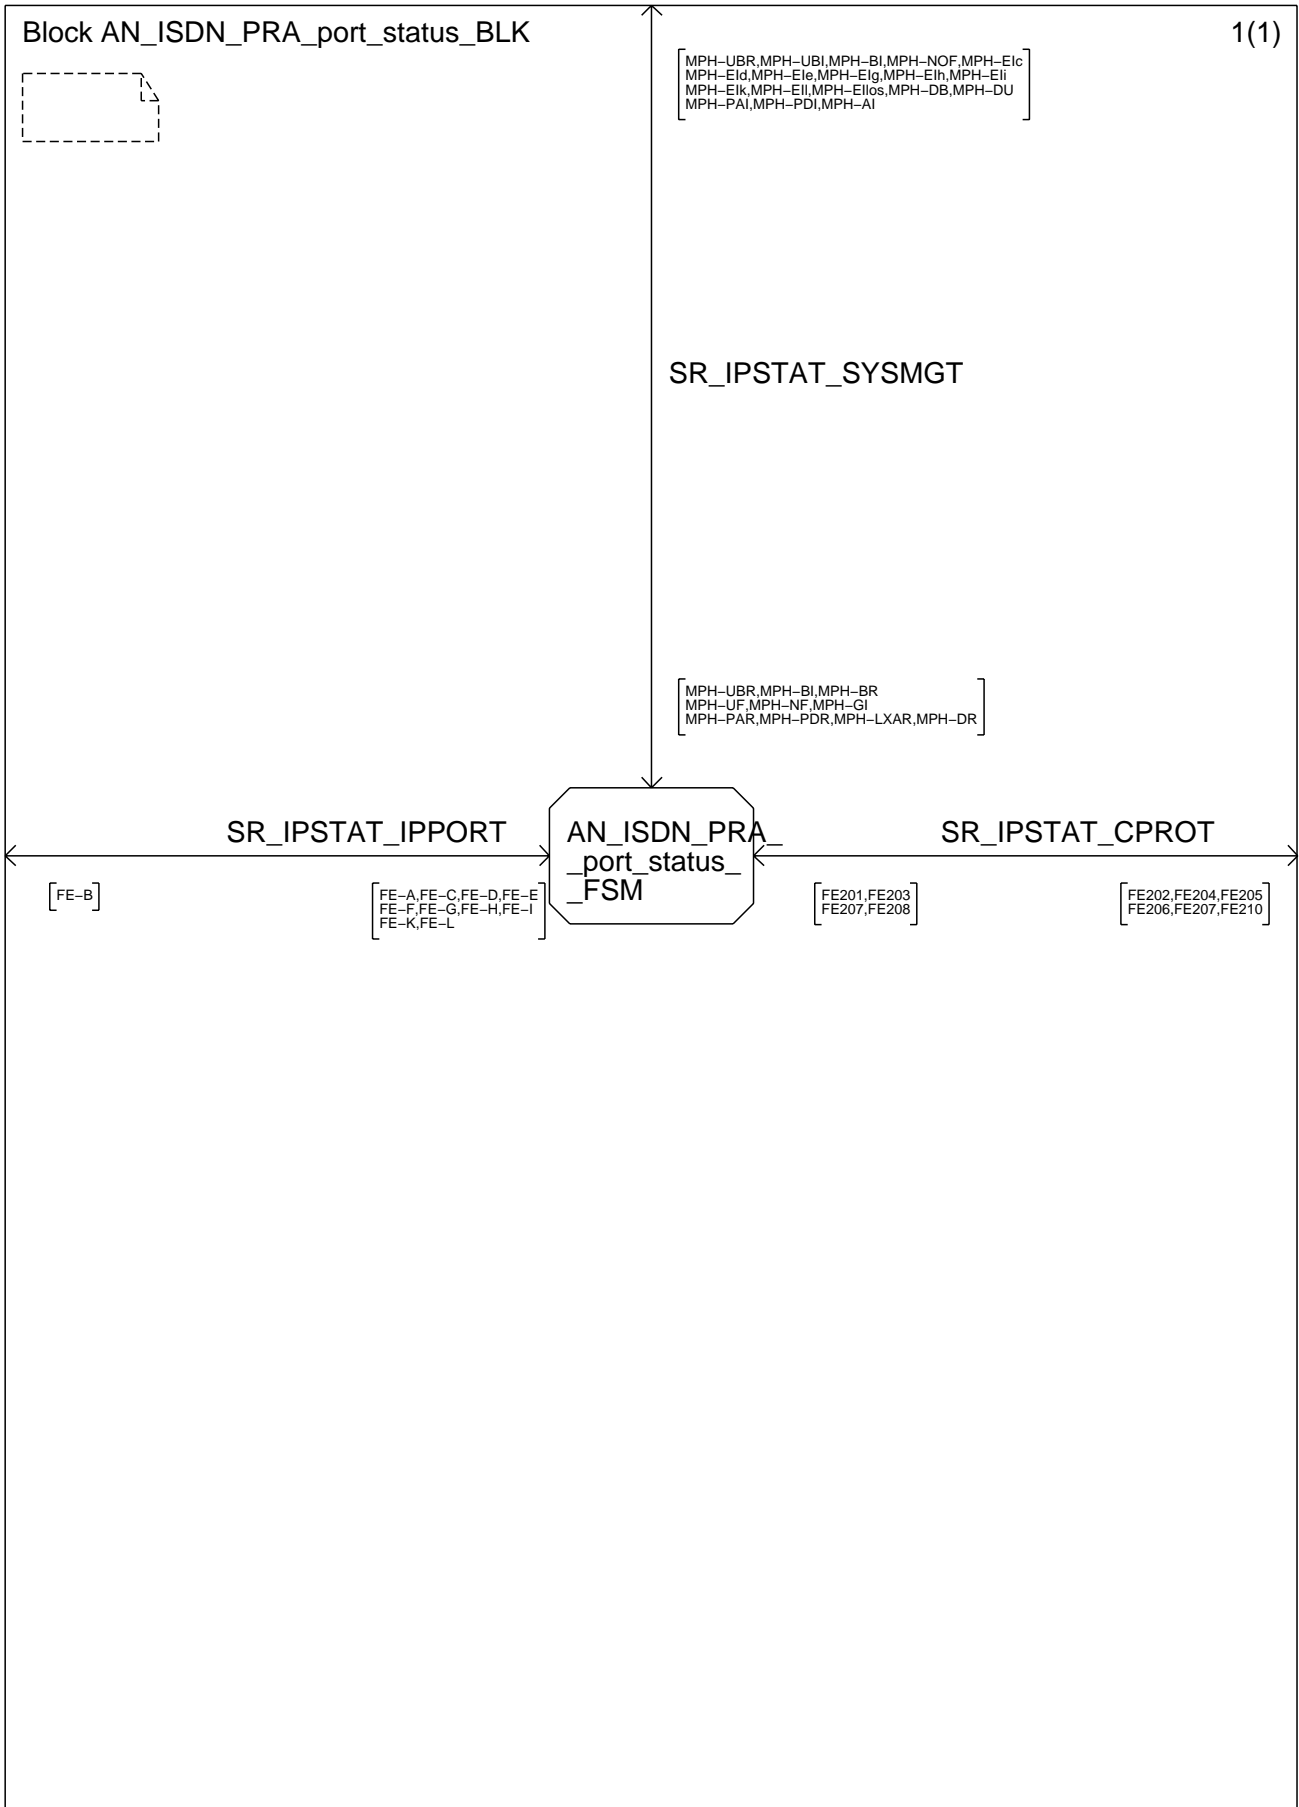 Block AN_ISDN_PRA_port_status_BLK
1(1)
MPH-UBR,MPH-UBI,MPH-BI,MPH-NOF,MPH-EIc
MPH-EId,MPH-EIe,MPH-EIg,MPH-EIh,MPH-EIi
MPH-EIk,MPH-EIl,MPH-EIlos,MPH-DB,MPH-DU
MPH-PAI,MPH-PDI,MPH-AI
SR_IPSTAT_SYSMGT
MPH-UBR,MPH-BI,MPH-BR
MPH-UF,MPH-NF,MPH-GI
MPH-PAR,MPH-PDR,MPH-LXAR,MPH-DR
SR_IPSTAT_IPPORT
AN_ISDN_PRA_
_port_status_
_FSM
SR_IPSTAT_CPROT
FE-B
FE-A,FE-C,FE-D,FE-E
FE-F,FE-G,FE-H,FE-I
FE-K,FE-L
FE201,FE203
FE207,FE208
FE202,FE204,FE205
FE206,FE207,FE210